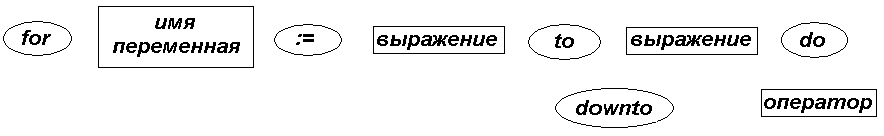 for имя := выражение to выражение do
переменная
downto оператор